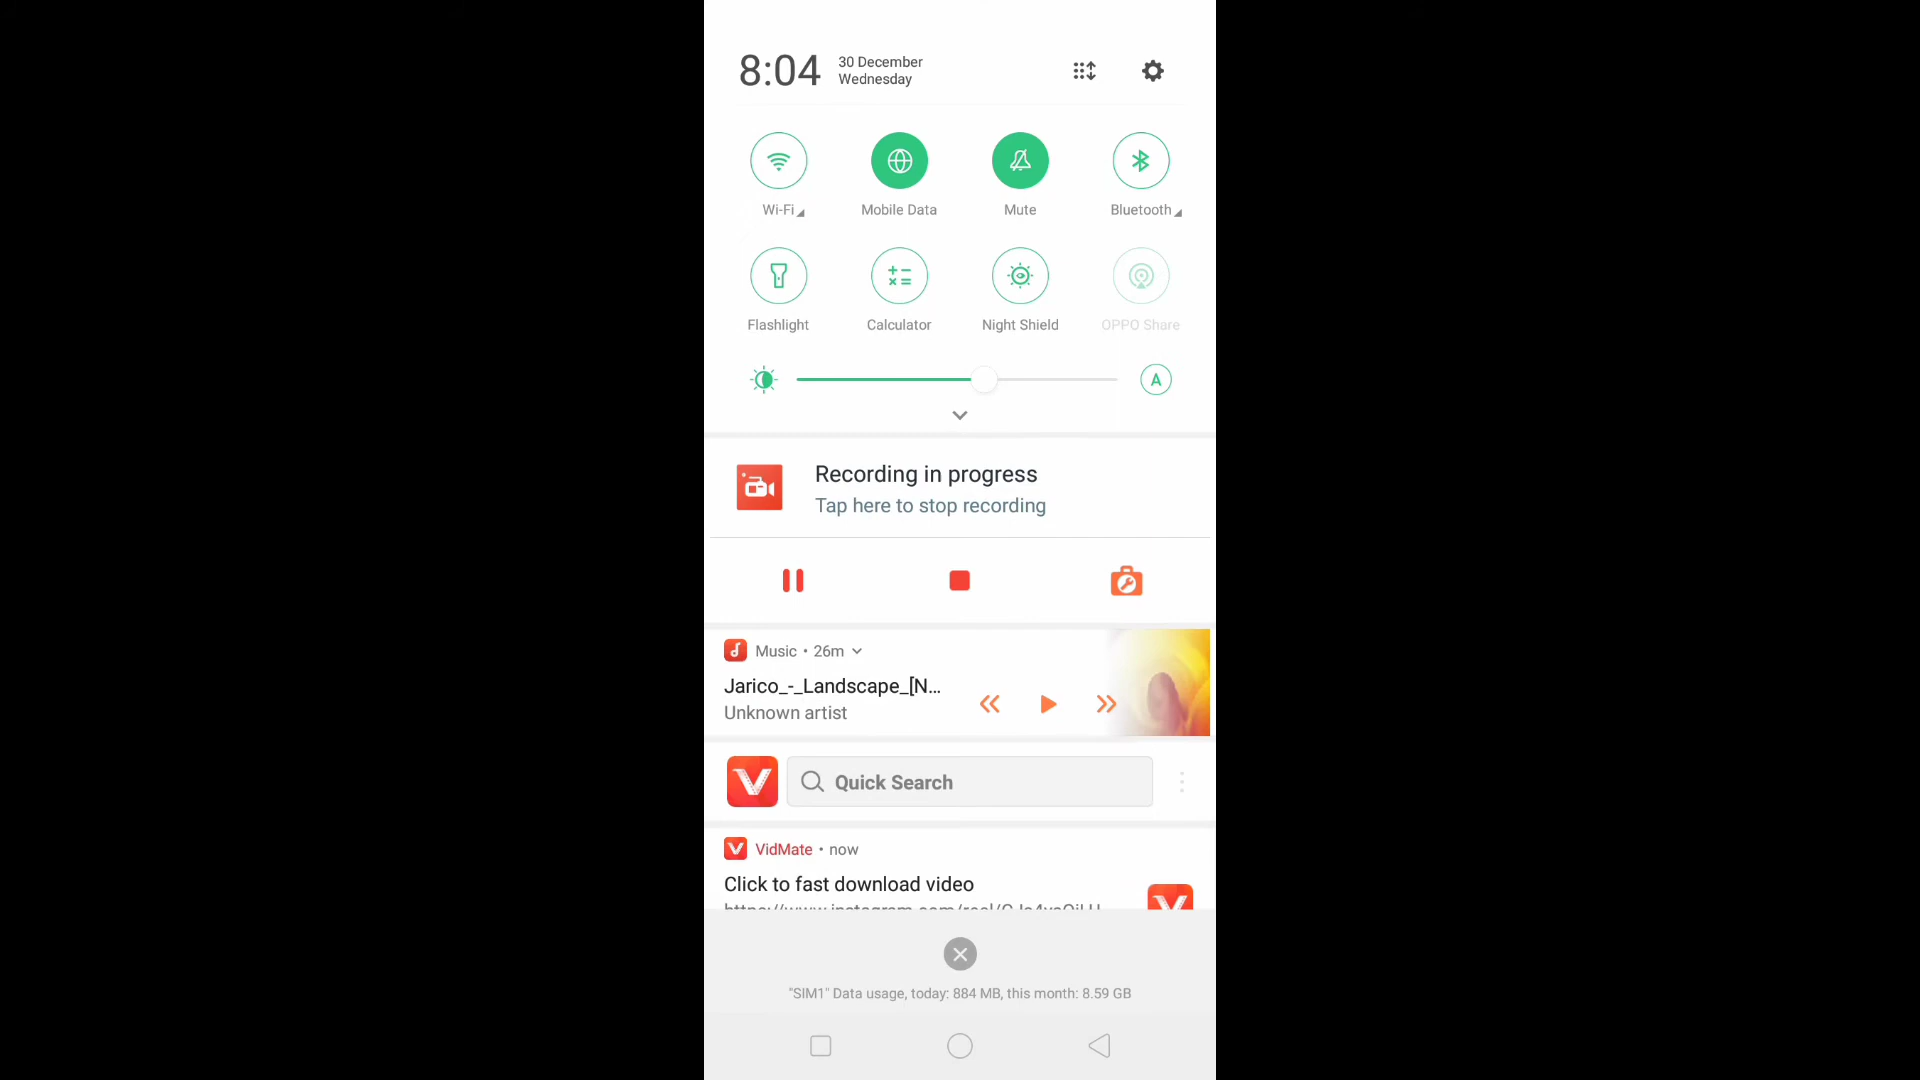 8:04
30 December
Wednesday
Wi-Fi
Mobile Data
Mute
Bluetooth
Flashlight
Calculator
Night Shield
OPPO Share
A
Recording in progress
Tap here to stop recording
Music • 26m
Jarico_-_Landscape_[N...
Unknown artist
Quick Search
VidMate • now
Click to fast download video
"SIM1" Data usage, today: 884 MB, this month: 8.59 GB